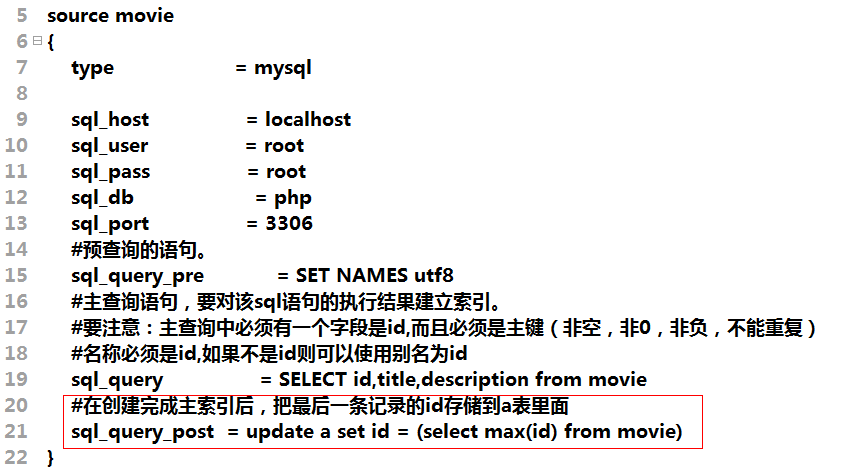 5 source movie
6 {
7 type = mysql
8
9 sql_host = localhost
10 sql_user = root
11 sql_pass = root
12 sql_db = php
13 sql_port = 3306
14 #预查询的语句。
15 sql_query_pre = SET NAMES utf8
16 #主查询语句，要对该sql语句的执行结果建立索引。
17 #要注意：主查询中必须有一个字段是id,而且必须是主键（非空，非0，非负，不能重复）
18 #名称必须是id,如果不是id则可以使用别名为id
19 sql_query = SELECT id,title,description from movie
20 #在创建完成主索引后，把最后一条记录的id存储到a表里面
21 sql_query_post = update a set id = (select max(id) from movie)
22 }